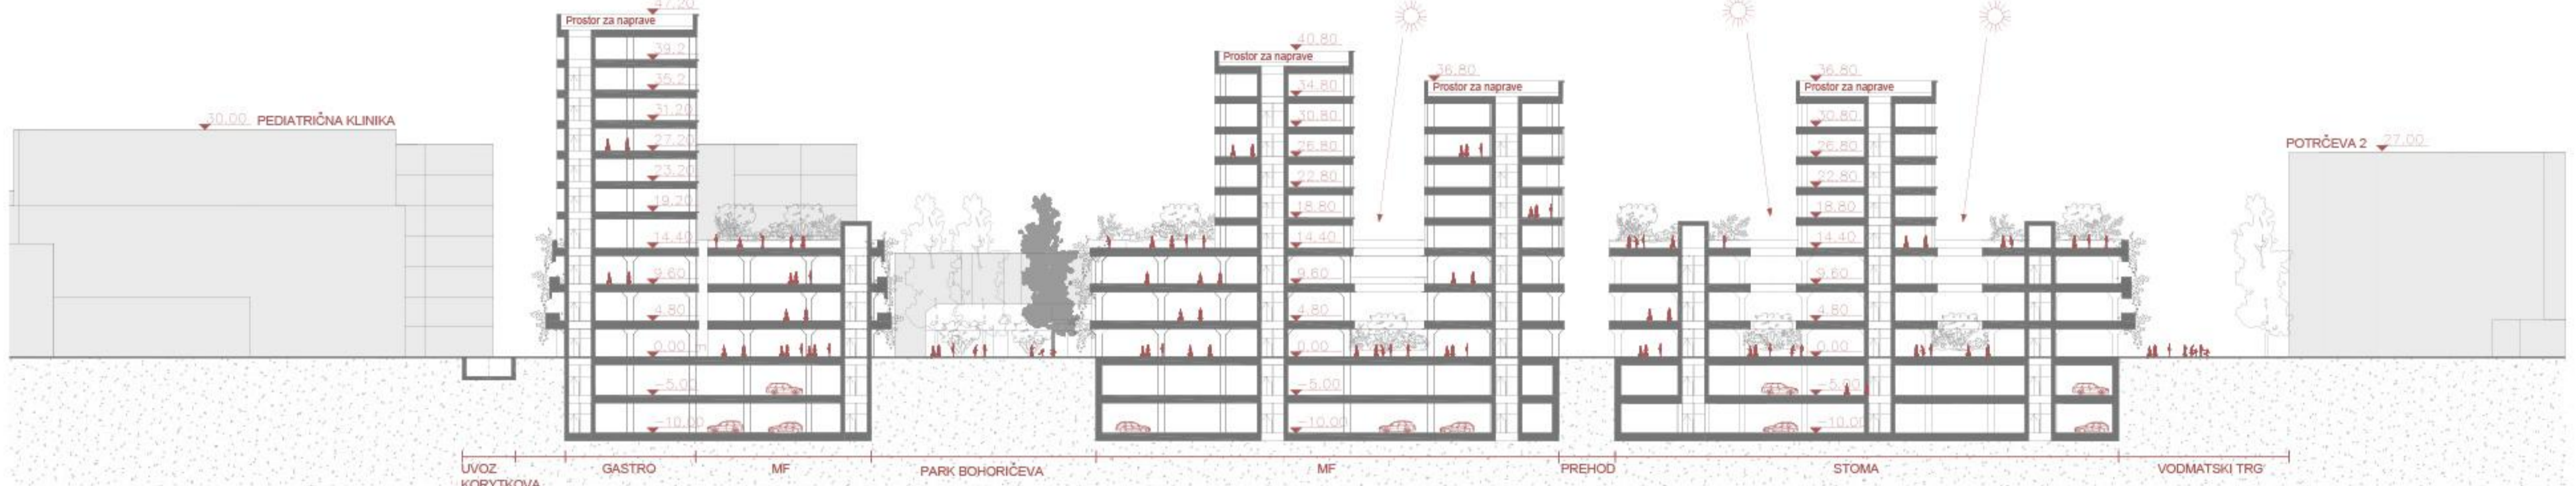 47.20
Prostor za naprave
39.2
35.2
31.20
27.20
23.20
19.20
14.40
9.60
4.80
0.00
-5.00
-10.00
30.00 PEDIATRIČNA KLINIKA
40.80
Prostor za naprave
34.80
30.80
26.80
22.80
18.80
14.40
9.60
4.80
0.00
-5.00
-10.00
36.80
Prostor za naprave
36.80
Prostor za naprave
30.80
26.80
22.80
18.80
14.40
9.60
4.80
0.00
-5.00
-10.00
POTRČEVA 2 27.00
UVOZ
KORYTKOVA
GASTRO
MF
PARK BOHORIČEVA
MF
PREHOD
STOMA
VODMATSKI TRG